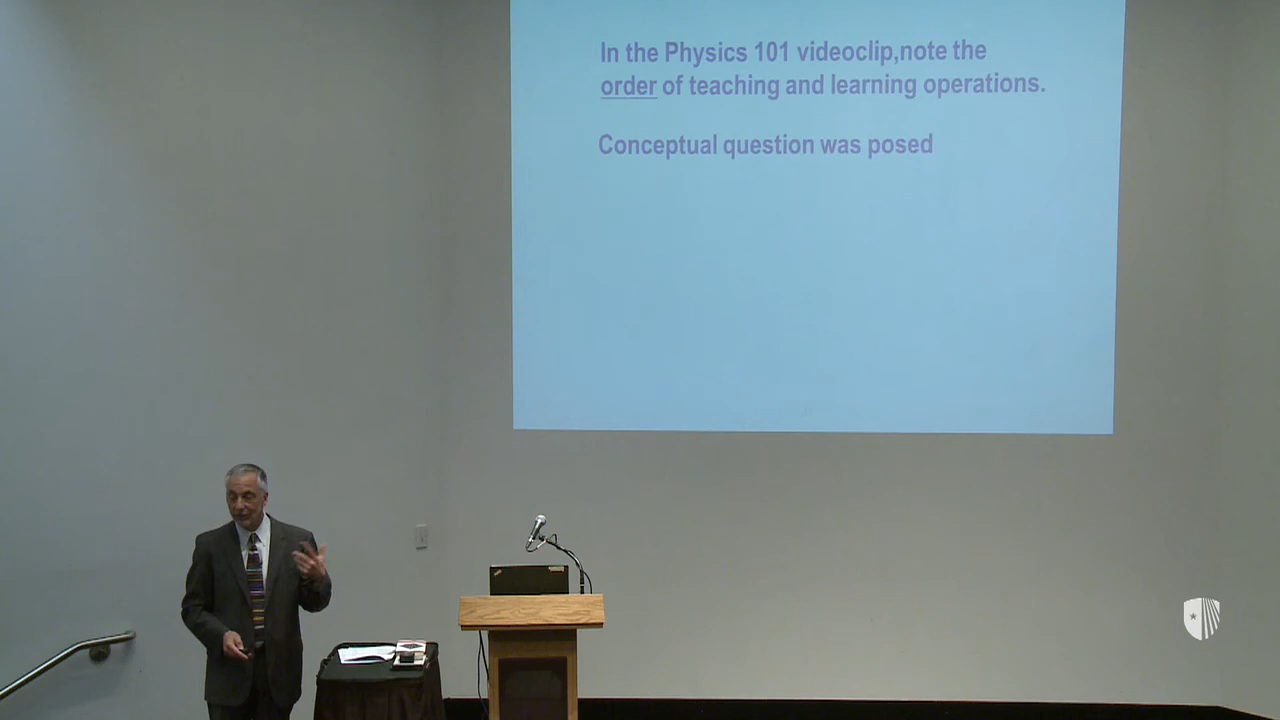 In the Physics 101 videoclip,note the
order of teaching and learning operations.
Conceptual question was posed